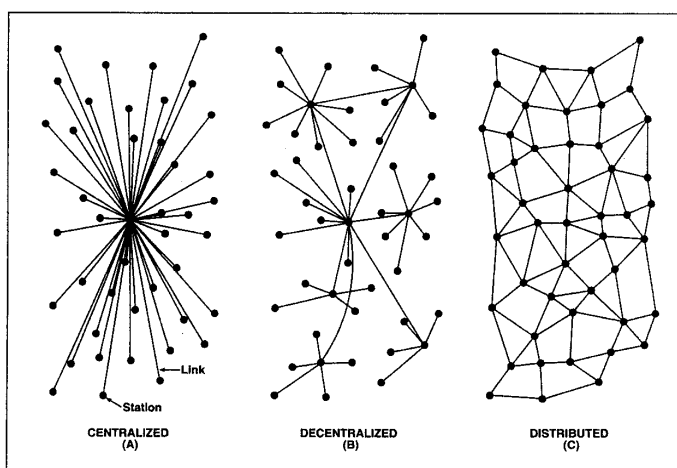 Link
Station
CENTRALIZED
(A)
DECENTRALIZED
(B)
DISTRIBUTED
(C)